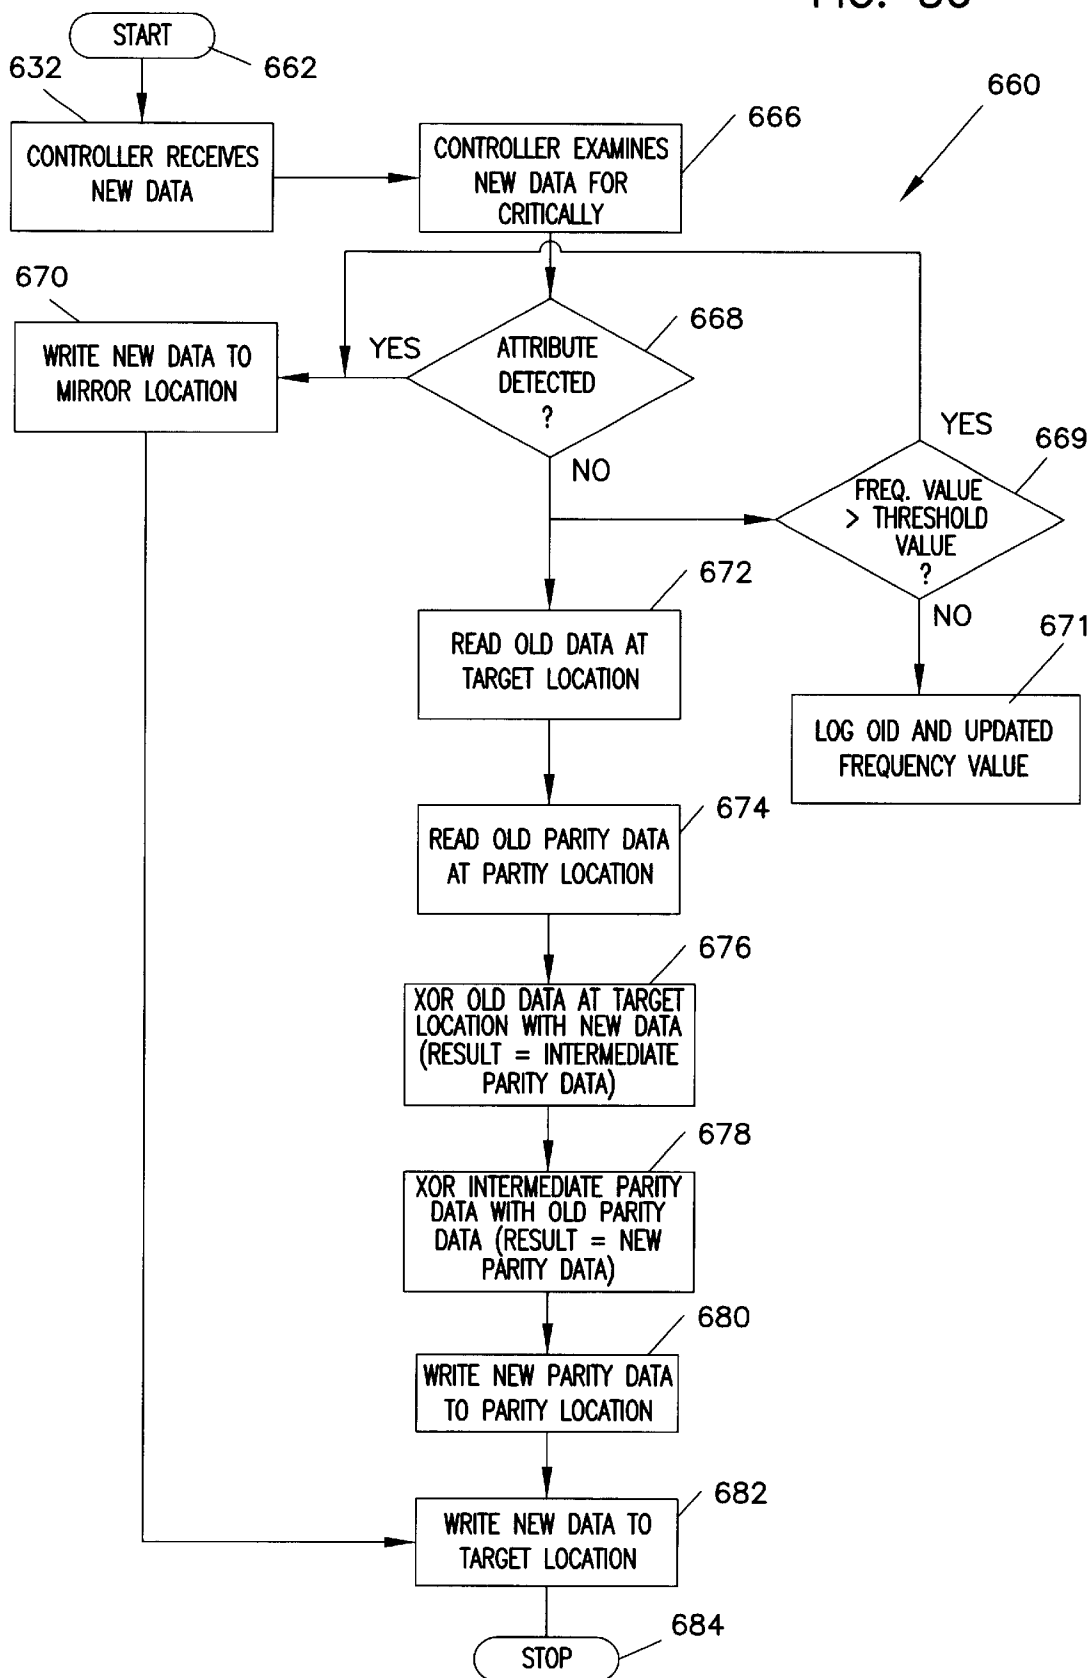 START
662
632
CONTROLLER RECEIVES
NEW DATA
CONTROLLER EXAMINES
NEW DATA FOR
CRITICALLY
666
660
670
WRITE NEW DATA TO
MIRROR LOCATION
YES
ATTRIBUTE
DETECTED
?
668
NO
YES
669
FREQ. VALUE
> THRESHOLD
VALUE
?
NO
671
LOG OID AND UPDATED
FREQUENCY VALUE
672
READ OLD DATA AT
TARGET LOCATION
674
READ OLD PARITY DATA
AT PARTIY LOCATION
676
XOR OLD DATA AT TARGET
LOCATION WITH NEW DATA
(RESULT = INTERMEDIATE
PARITY DATA)
678
XOR INTERMEDIATE PARITY
DATA WITH OLD PARITY
DATA (RESULT = NEW
PARITY DATA)
680
WRITE NEW PARITY DATA
TO PARITY LOCATION
682
WRITE NEW DATA TO
TARGET LOCATION
684
STOP